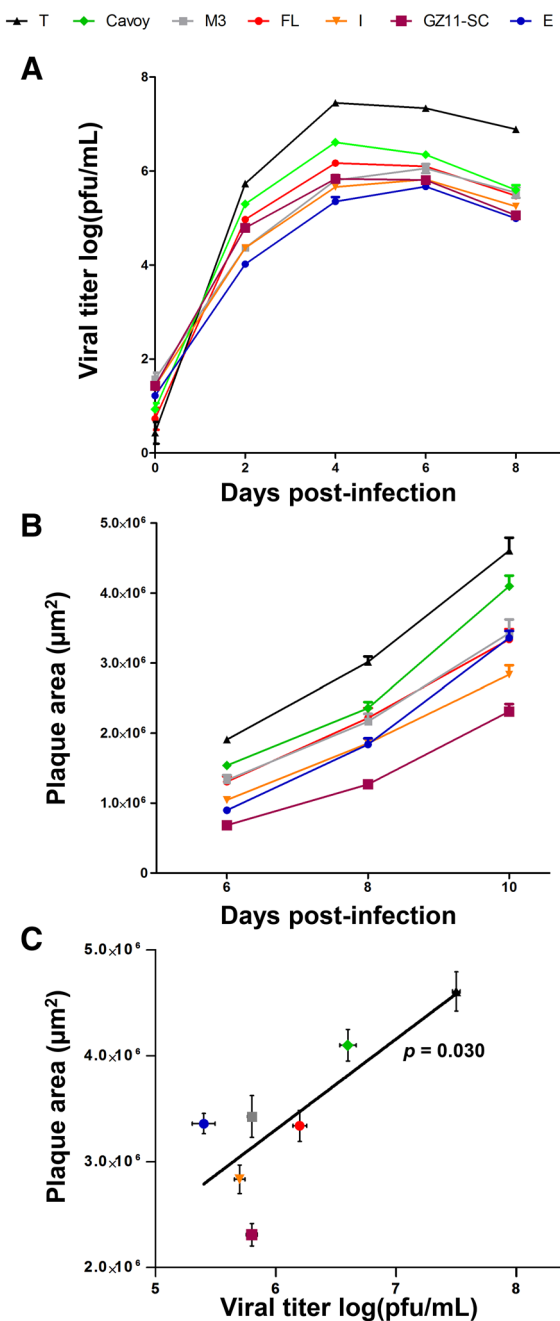 T Cavoy M3 FL I GZ11-SC E
A
Viral titer log(pfu/mL)
8
6
4
2
0
0 2 4 6 8
Days post-infection
B
Plaque area (µm²)
5.0×10⁶
4.0×10⁶
3.0×10⁶
2.0×10⁶
1.0×10⁶
0
6 8 10
Days post-infection
C
Plaque area (µm²)
5.0×10⁶
4.0×10⁶
3.0×10⁶
2.0×10⁶
p = 0.030
5 6 7 8
Viral titer log(pfu/mL)